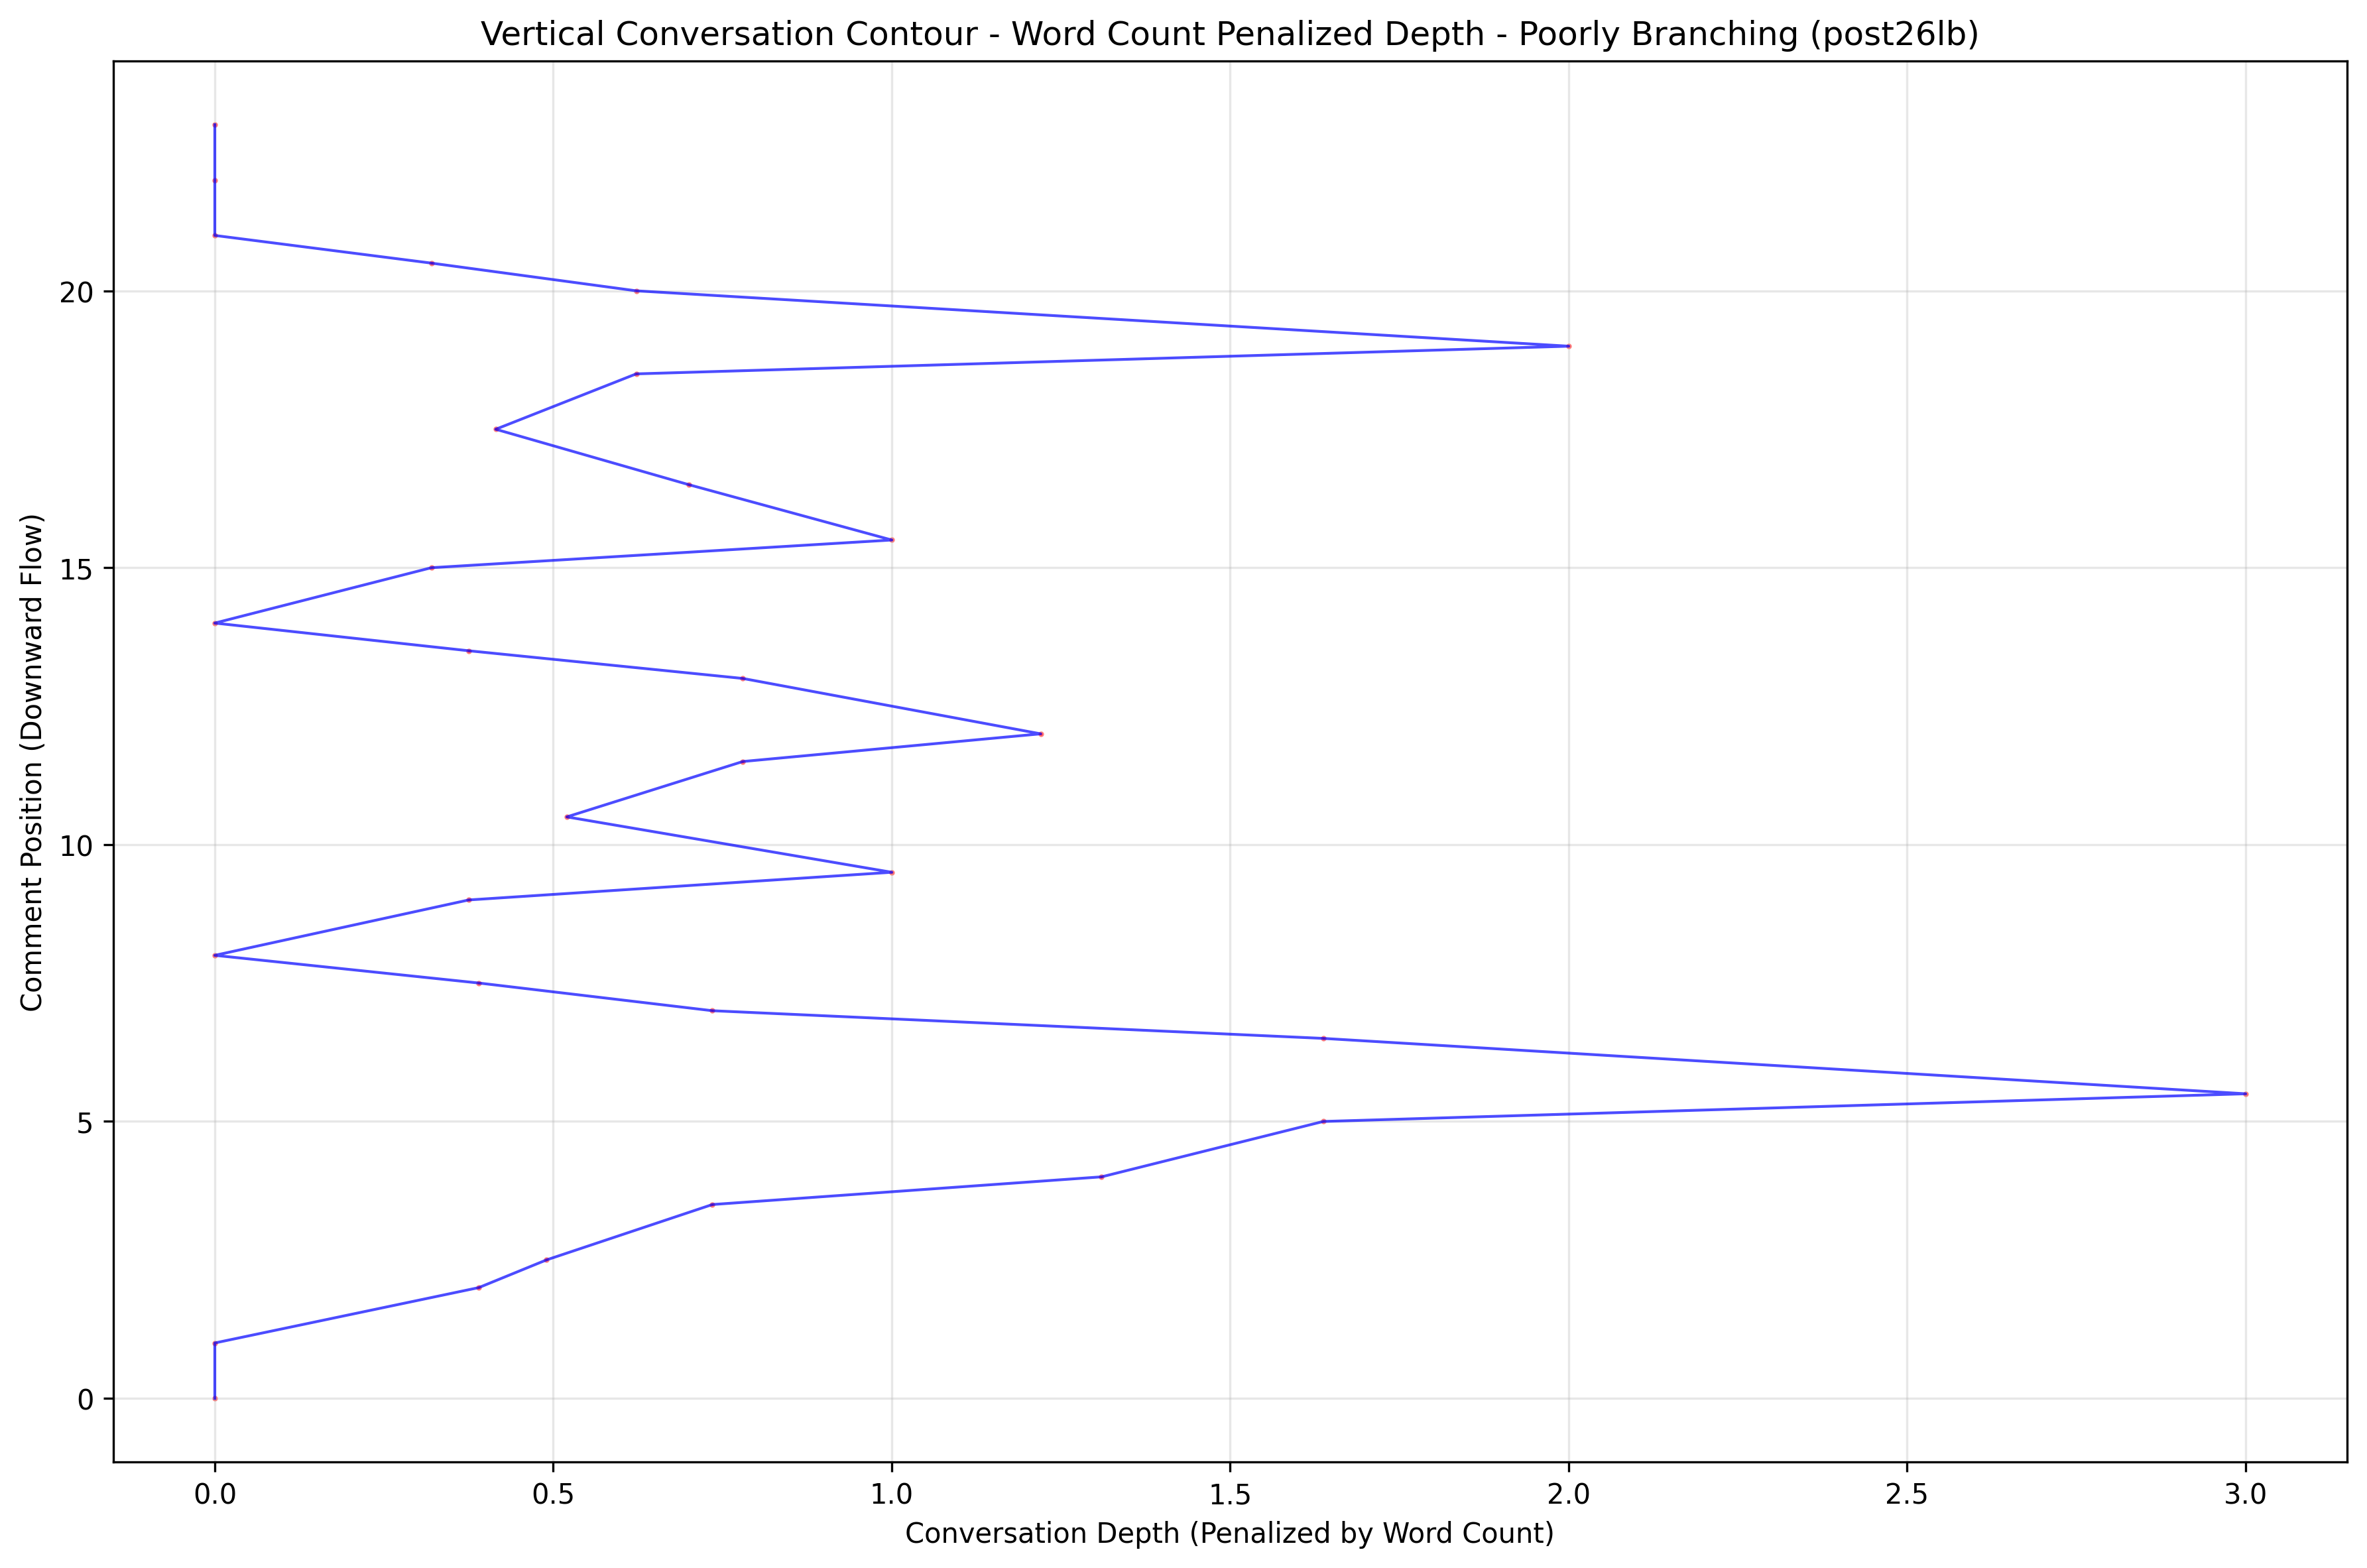 Vertical Conversation Contour - Word Count Penalized Depth - Poorly Branching (post26lb)
Comment Position (Downward Flow)
20
15
10
5
0
0.0 0.5 1.0 1.5 2.0 2.5 3.0
Conversation Depth (Penalized by Word Count)